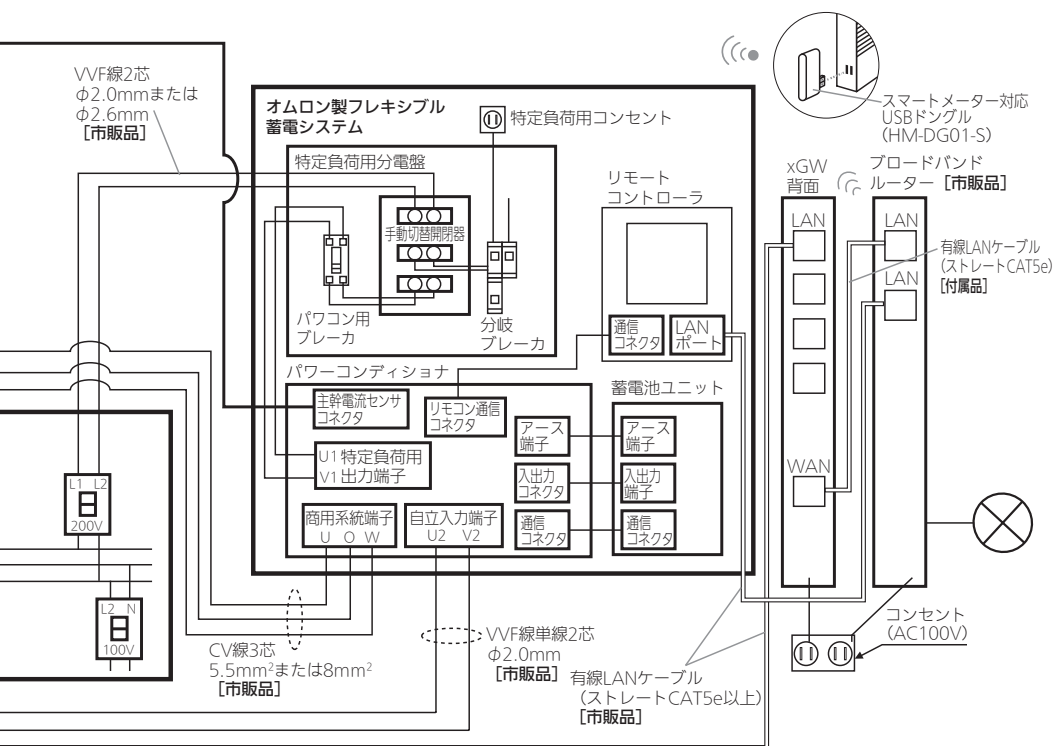 VVF線2芯
φ2.0mmまたは
φ2.6mm
[市販品]
オムロン製フレキシブル
蓄電システム
特定負荷用コンセント
特定負荷用分電盤
手動切替開閉器
パワコン用
ブレーカ
分岐
ブレーカ
リモート
コントローラ
通信
コネクタ
LAN
ポート
スマートメーター対応
USBドングル
(HM-DG01-S)
xGW
背面
ブロードバンド
ルーター [市販品]
LAN
LAN
LAN
有線LANケーブル
(ストレートCAT5e)
[付属品]
WAN
パワーコンディショナ
主幹電流センサ
コネクタ
リモコン通信
コネクタ
U1 特定負荷用
V1 出力端子
商用系統端子
U O W
自立入力端子
U2 V2
アース
端子
入出力
コネクタ
通信
コネクタ
蓄電池ユニット
アース
端子
入出力
端子
通信
コネクタ
L1 L2
200V
L2 N
100V
CV線3芯
5.5mm²または8mm²
[市販品]
VVF線単線2芯
φ2.0mm
[市販品]
有線LANケーブル
(ストレートCAT5e以上)
[市販品]
コンセント
(AC100V)